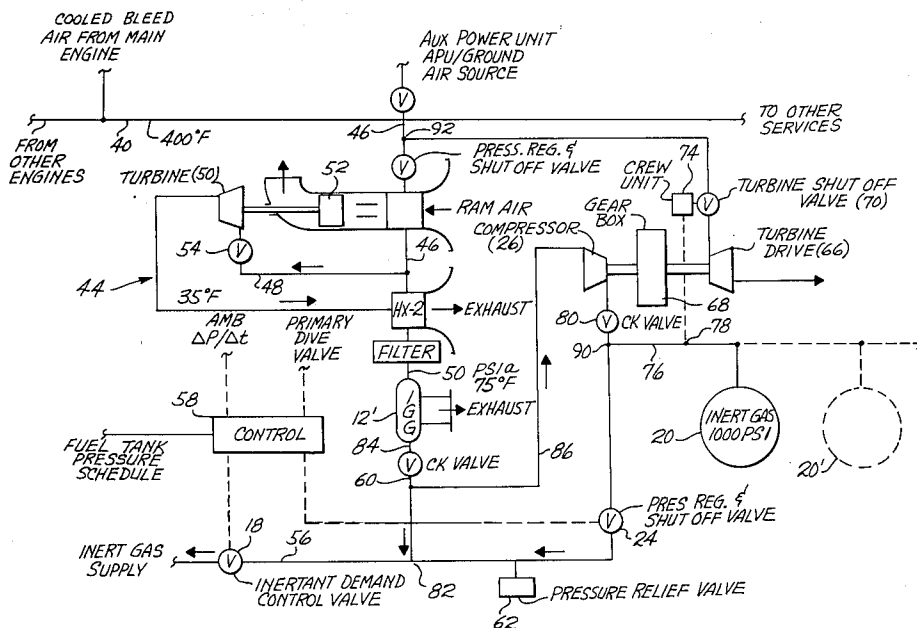 COOLED BLEED
AIR FROM MAIN
ENGINE
AUX POWER UNIT
APU/GROUND
AIR SOURCE
V
FROM
OTHER
ENGINES
40
400°F
46
92
TO OTHER
SERVICES
TURBINE (50)
52
V
PRESS. REG. &
SHUT OFF VALVE
CREW
UNIT
74
V
TURBINE SHUT OFF
VALVE (70)
GEAR
BOX
RAM AIR
COMPRESSOR
(26)
TURBINE
DRIVE (66)
54
V
46
48
44
35°F
HX-2
EXHAUST
68
80
V
CK VALVE
78
AMB
ΔP/Δt
PRIMARY
DIVE
VALVE
FILTER
90
76
50 PSIa
75°F
58
CONTROL
12'
IGG
EXHAUST
20
INERT GAS
1000 PSI
20'
FUEL TANK
PRESSURE
SCHEDULE
84
V
CK VALVE
60
86
V
PRES REG. &
SHUT OFF VALVE
24
INERT GAS
SUPPLY
18
V
56
INERTANT DEMAND
CONTROL VALVE
82
62
PRESSURE RELIEF VALVE